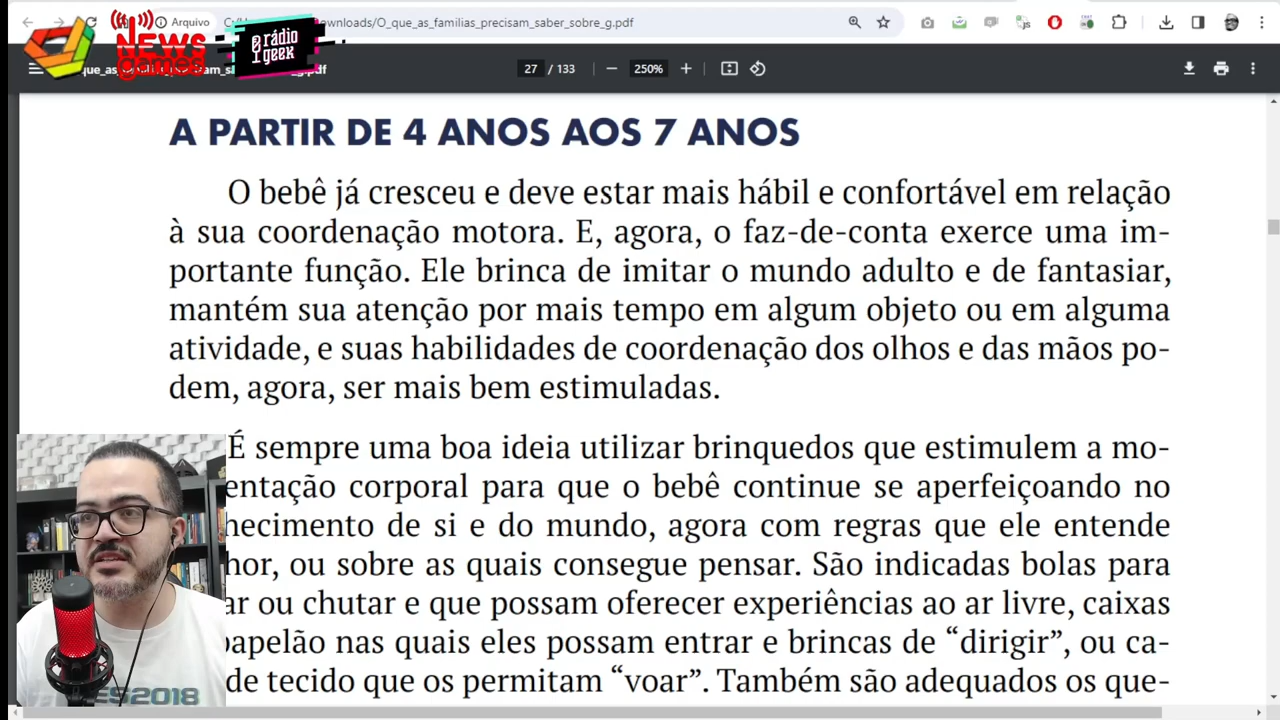 Arquivo
ownloads/O_que_as_familias_precisam_saber_sobre_g.pdf
NEWS
games
a rádio
geek
27 / 133
250%
A PARTIR DE 4 ANOS AOS 7 ANOS
O bebê já cresceu e deve estar mais hábil e confortável em relação
à sua coordenação motora. E, agora, o faz-de-conta exerce uma im-
portante função. Ele brinca de imitar o mundo adulto e de fantasiar,
mantém sua atenção por mais tempo em algum objeto ou em alguma
atividade, e suas habilidades de coordenação dos olhos e das mãos po-
dem, agora, ser mais bem estimuladas.
É sempre uma boa ideia utilizar brinquedos que estimulem a mo-
entação corporal para que o bebê continue se aperfeiçoando no
hecimento de si e do mundo, agora com regras que ele entende
hor, ou sobre as quais consegue pensar. São indicadas bolas para
ar ou chutar e que possam oferecer experiências ao ar livre, caixas
papelão nas quais eles possam entrar e brincas de “dirigir”, ou ca-
de tecido que os permitam “voar”. Também são adequados os que-
ES2018